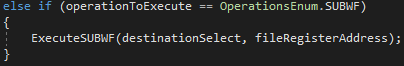 else if (operationToExecute == OperationsEnum.SUBWF)
{
ExecuteSUBWF(destinationSelect, fileRegisterAddress);
}